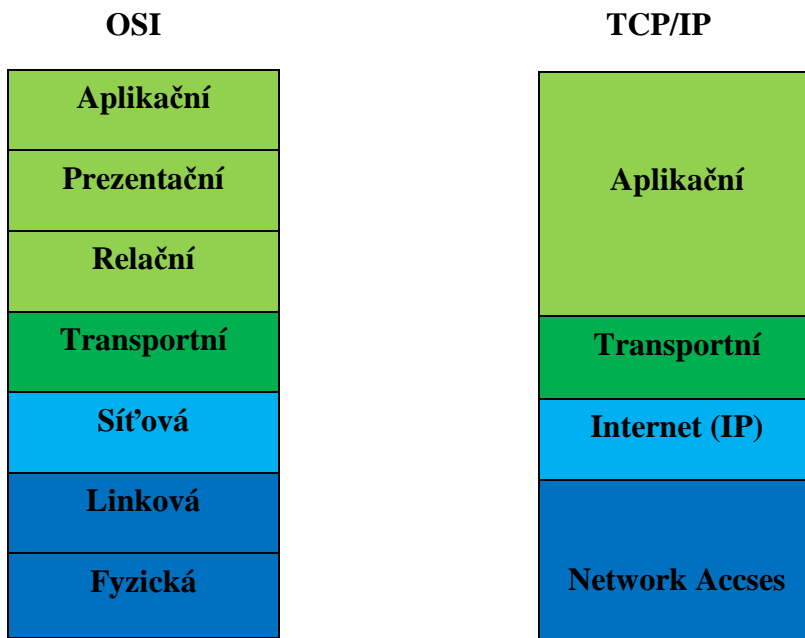 OSI
Aplikační
Prezentační
Relační
Transportní
Síťová
Linková
Fyzická
TCP/IP
Aplikační
Transportní
Internet (IP)
Network Accses